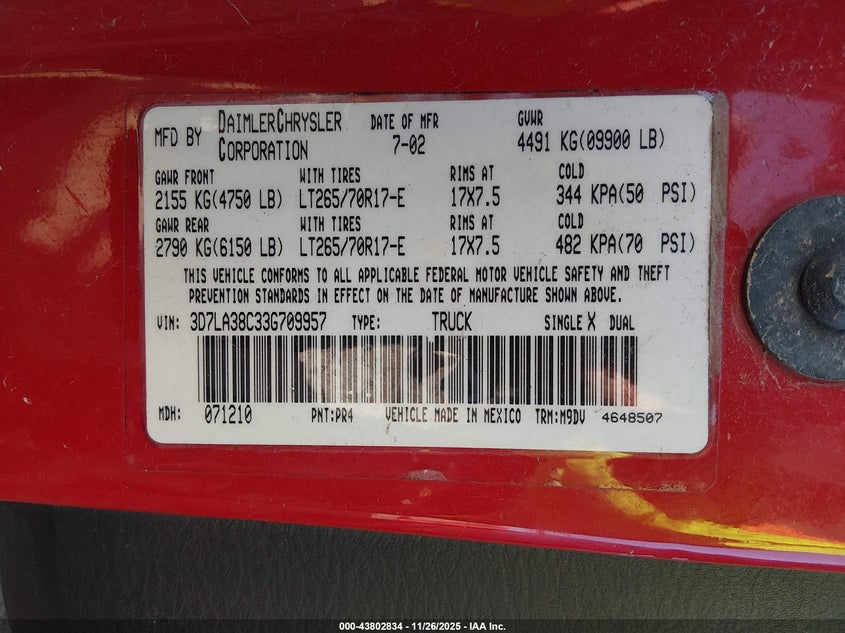 MFD BY DAIMLERCHRYSLER CORPORATION DATE OF MFR 7-02 GVWR 4491 KG(09900 LB)
GAWR FRONT WITH TIRES RIMS AT COLD
2155 KG(4750 LB) LT265/70R17-E 17X7.5 344 KPA(50 PSI)
GAWR REAR WITH TIRES RIMS AT COLD
2790 KG(6150 LB) LT265/70R17-E 17X7.5 482 KPA(70 PSI)
THIS VEHICLE CONFORMS TO ALL APPLICABLE FEDERAL MOTOR VEHICLE SAFETY AND THEFT
PREVENTION STANDARDS IN EFFECT ON THE DATE OF MANUFACTURE SHOWN ABOVE.
VIN: 3D7LA38C33G709957 TYPE: TRUCK SINGLE X DUAL
MDH: 071210 PNT:PR4 VEHICLE MADE IN MEXICO TRM:M9DV 4648507
000-43802834 - 11/26/2025 - IAA Inc.